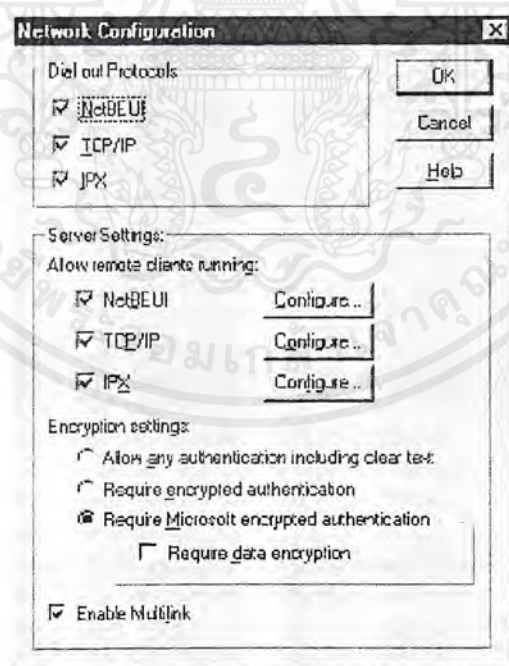 Network Configuration
Dial out Protocols
NetBEUI
TCP/IP
IPX
OK
Cancel
Help
Server Settings:
Allow remote clients running:
NetBEUI
Configure...
TCP/IP
Configure...
IPX
Configure...
Encryption settings:
Allow any authentication including clear text
Require encrypted authentication
Require Microsoft encrypted authentication
Require data encryption
Enable Multilink